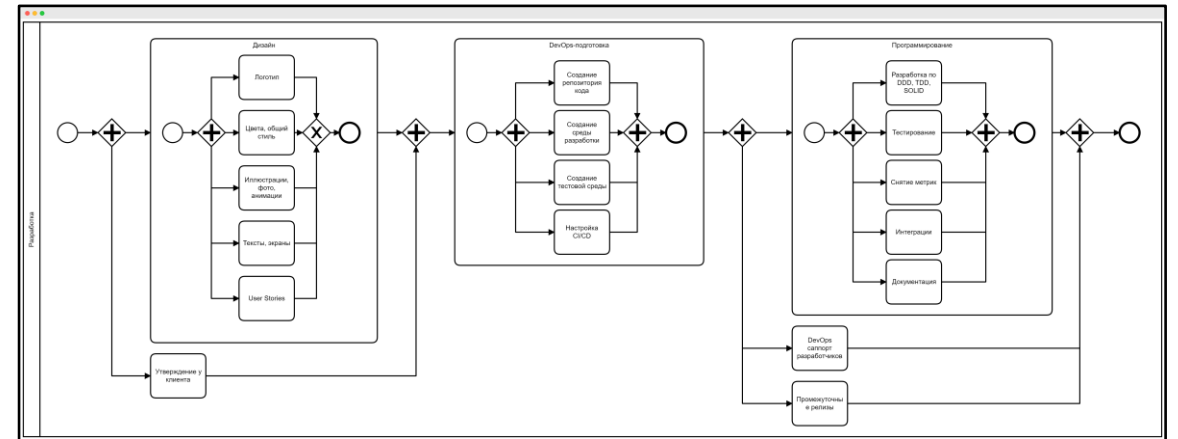 Разработка
Дизайн
Логотип
Цвета, общий
стиль
Иллюстрации,
фото,
анимации
Тексты, экраны
User Stories
Утверждение у
клиента
DevOps-подготовка
Создание
репозитория
кода
Создание
среды
разработки
Создание
тестовой среды
Настройка
CI/CD
Программирование
Разработка по
DDD, TDD,
SOLID
Тестирование
Снятие метрик
Интеграции
Документация
DevOps
саппорт
разработчиков
Промежуточны
е релизы